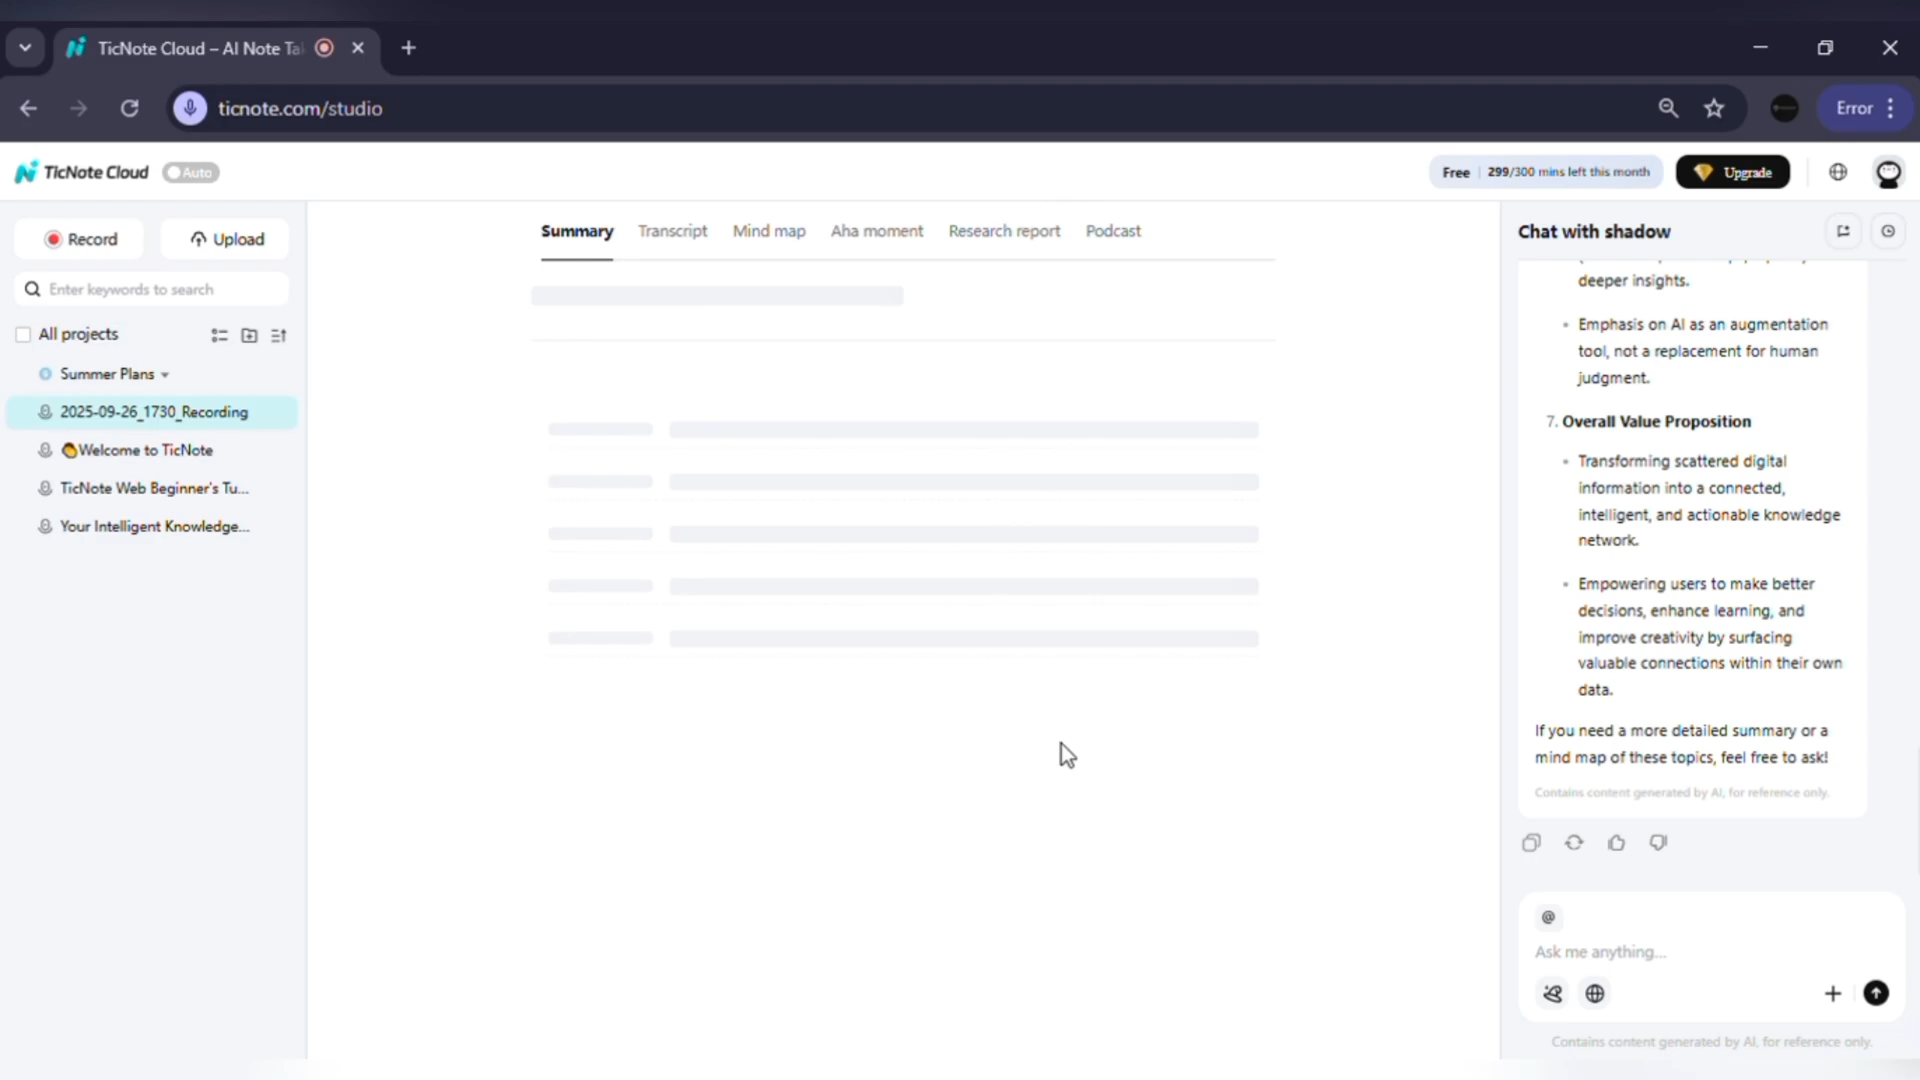 TicNote Cloud – AI Note Ta
ticnote.com/studio
Error
TicNote Cloud
Auto
Free
299/300 mins left this month
Upgrade
Record
Upload
Enter keywords to search
All projects
Summer Plans
2025-09-26_1730_Recording
Welcome to TicNote
TicNote Web Beginner's Tu...
Your Intelligent Knowledge...
Summary
Transcript
Mind map
Aha moment
Research report
Podcast
Chat with shadow
deeper insights.
• Emphasis on AI as an augmentation
tool, not a replacement for human
judgment.
7. Overall Value Proposition
• Transforming scattered digital
information into a connected,
intelligent, and actionable knowledge
network.
• Empowering users to make better
decisions, enhance learning, and
improve creativity by surfacing
valuable connections within their own
data.
If you need a more detailed summary or a
mind map of these topics, feel free to ask!
Contains content generated by AI, for reference only.
@
Ask me anything...
Contains content generated by AI, for reference only.